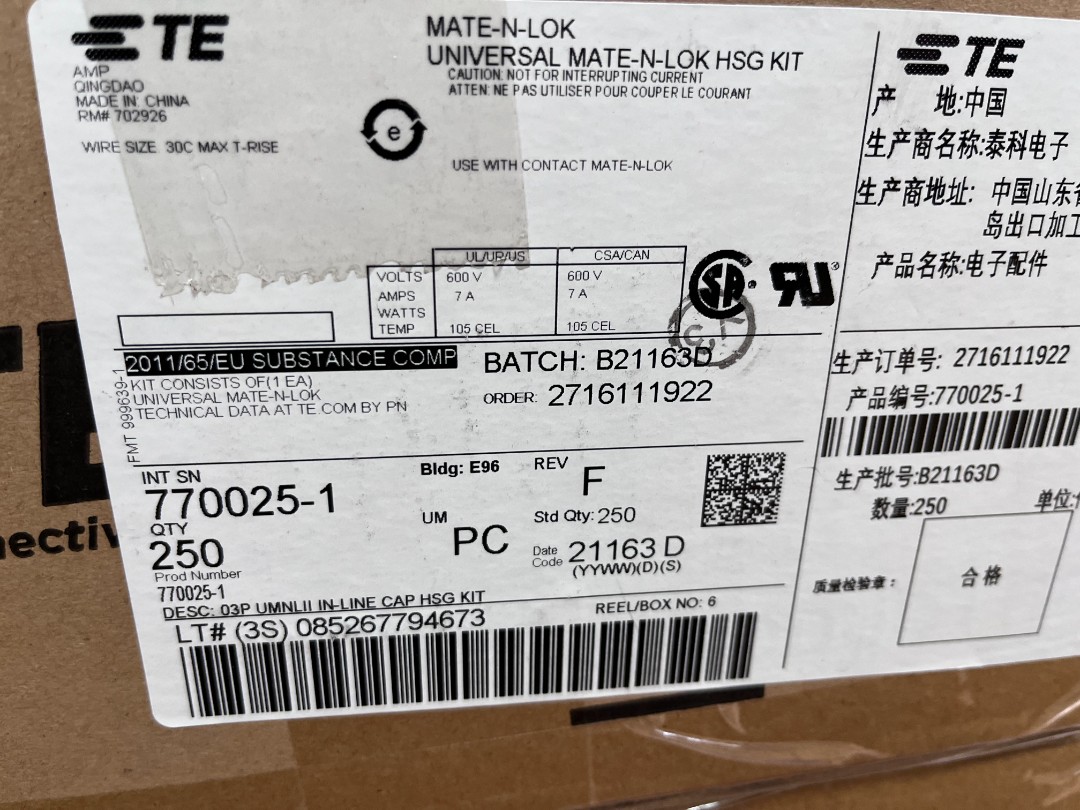 TE
AMP
QINGDAO
MADE IN: CHINA
RM# 702926
WIRE SIZE 30C MAX T-RISE
MATE-N-LOK
UNIVERSAL MATE-N-LOK HSG KIT
CAUTION: NOT FOR INTERRUPTING CURRENT
ATTEN: NE PAS UTILISER POUR COUPER LE COURANT
e
USE WITH CONTACT MATE-N-LOK
UL/UR/US CSA/CAN
VOLTS 600 V 600 V
AMPS 7 A 7 A
WATTS
TEMP 105 CEL 105 CEL
2011/65/EU SUBSTANCE COMP
KIT CONSISTS OF(1 EA)
UNIVERSAL MATE-N-LOK
TECHNICAL DATA AT TE.COM BY PN
FMT 999639-1
BATCH: B21163D
ORDER: 2716111922
INT SN
770025-1
QTY
250
Prod Number
770025-1
DESC: 03P UMNLII IN-LINE CAP HSG KIT
Bldg: E96
REV F
UM PC
Std Qty: 250
Date Code 21163 D
(YYWW)(D)(S)
REEL/BOX NO: 6
LT# (3S) 085267794673
TE
产 地:中国
生产商名称:泰科电子
生产商地址: 中国山东省
岛出口加工
产品名称:电子配件
生产订单号: 2716111922
产品编号:770025-1
生产批号:B21163D
数量:250 单位:
质量检验章:
合格
nectiv